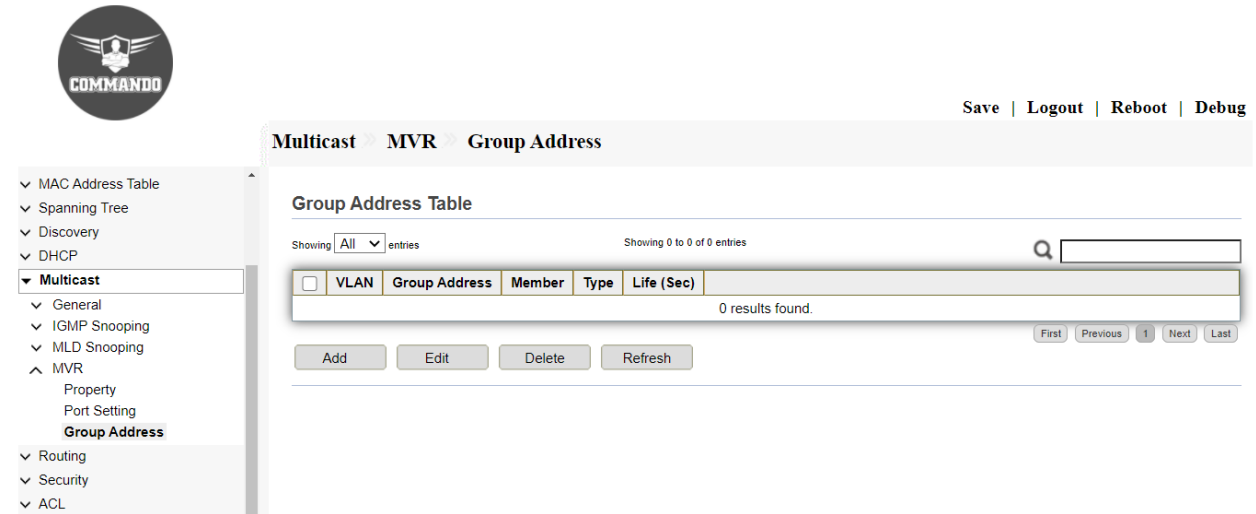 COMMANDO
Save | Logout | Reboot | Debug
Multicast » MVR » Group Address
MAC Address Table
Spanning Tree
Discovery
DHCP
Multicast
General
IGMP Snooping
MLD Snooping
MVR
Property
Port Setting
Group Address
Routing
Security
ACL
Group Address Table
Showing All entries
Showing 0 to 0 of 0 entries
VLAN Group Address Member Type Life (Sec)
0 results found.
First Previous 1 Next Last
Add Edit Delete Refresh